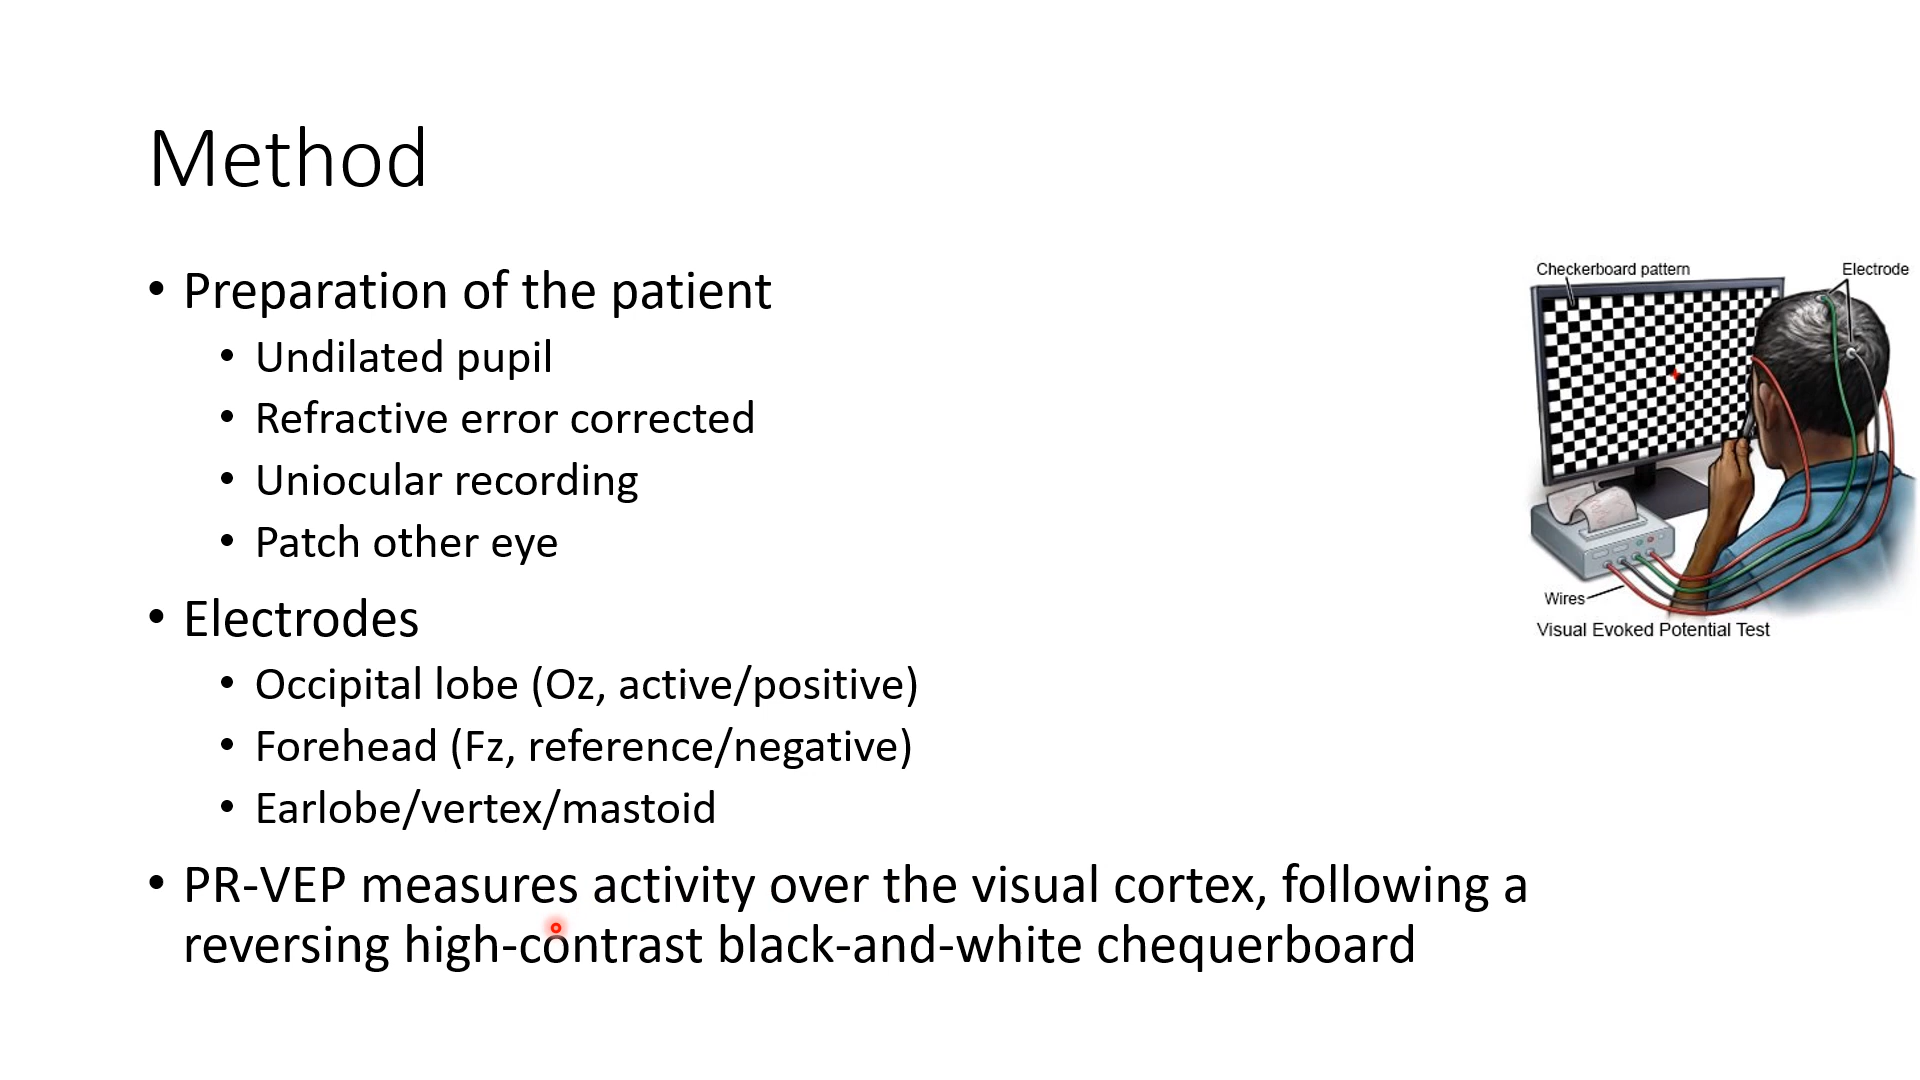 Method
• Preparation of the patient
• Undilated pupil
• Refractive error corrected
• Uniocular recording
• Patch other eye
• Electrodes
• Occipital lobe (Oz, active/positive)
• Forehead (Fz, reference/negative)
• Earlobe/vertex/mastoid
• PR-VEP measures activity over the visual cortex, following a
reversing high-contrast black-and-white chequerboard
Checkerboard pattern
Electrode
Wires
Visual Evoked Potential Test